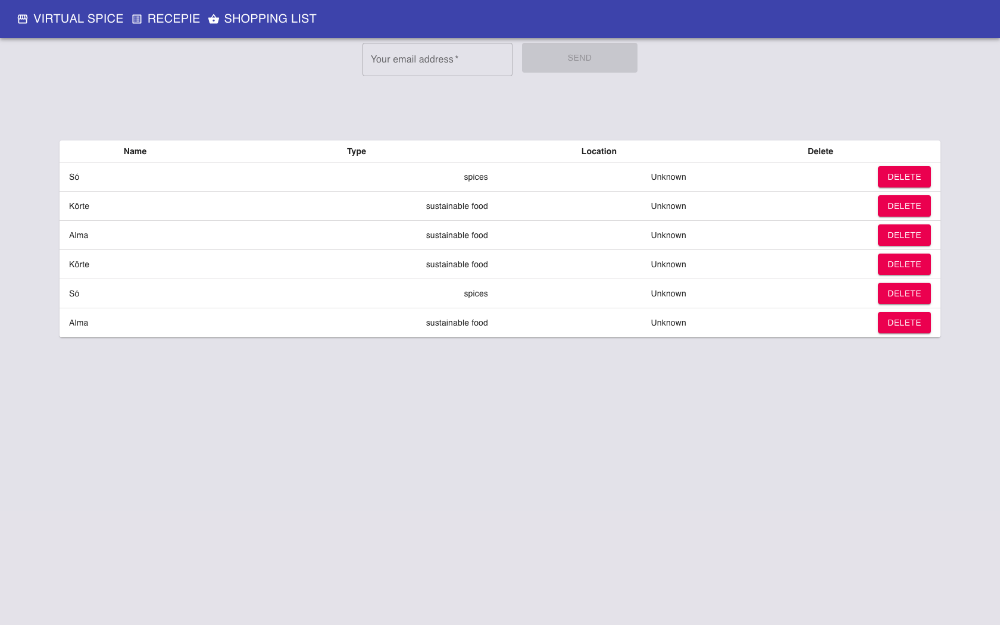 VIRTUAL SPICE RECEPIE SHOPPING LIST
Your email address * SEND
Name Type Location Delete
Só spices Unknown DELETE
Körte sustainable food Unknown DELETE
Alma sustainable food Unknown DELETE
Körte sustainable food Unknown DELETE
Só spices Unknown DELETE
Alma sustainable food Unknown DELETE